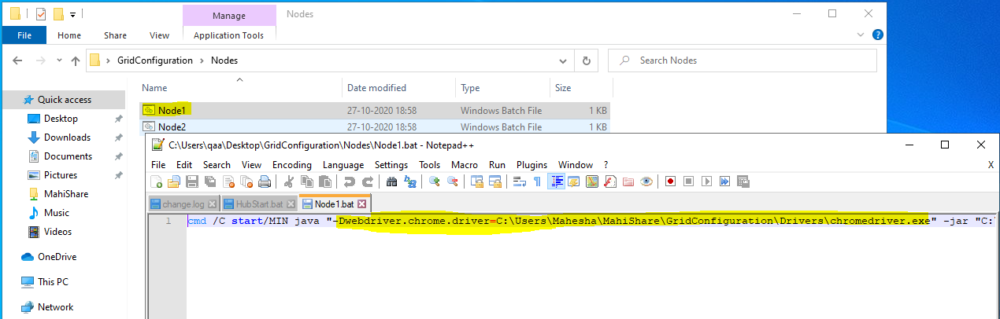 Manage
Nodes
File
Home
Share
View
Application Tools
GridConfiguration
Nodes
Search Nodes
Name
Date modified
Type
Size
Quick access
Desktop
Downloads
Documents
Pictures
MahiShare
Music
Videos
OneDrive
This PC
Network
Node1 27-10-2020 18:58 Windows Batch File 1 KB
Node2 27-10-2020 18:58 Windows Batch File 1 KB
C:\Users\qaa\Desktop\GridConfiguration\Nodes\Node1.bat - Notepad++
File Edit Search View Encoding Language Settings Tools Macro Run Plugins Window ? X
change.log HubStart.bat Node1.bat
1 cmd /C start/MIN java "-Dwebdriver.chrome.driver=C:\Users\Mahesha\MahiShare\GridConfiguration\Drivers\chromedriver.exe" -jar "C: